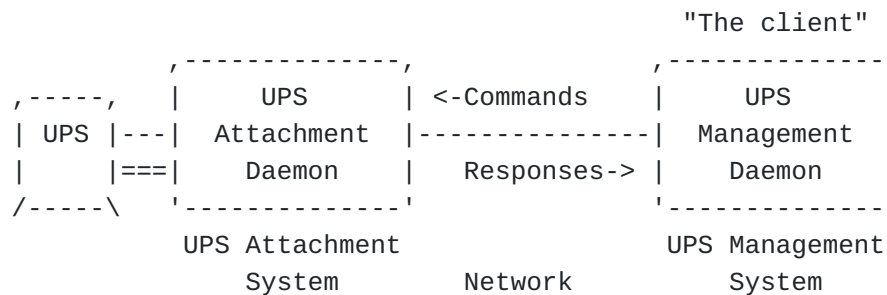 "The client"
,--------------,                ,--------------
,-----,   |     UPS      | <-Commands     |     UPS
| UPS |---|  Attachment  |---------------|  Management
|     |===|    Daemon    |   Responses-> |    Daemon
/-----\   '--------------'               '--------------
UPS Attachment                 UPS Management
System        Network          System